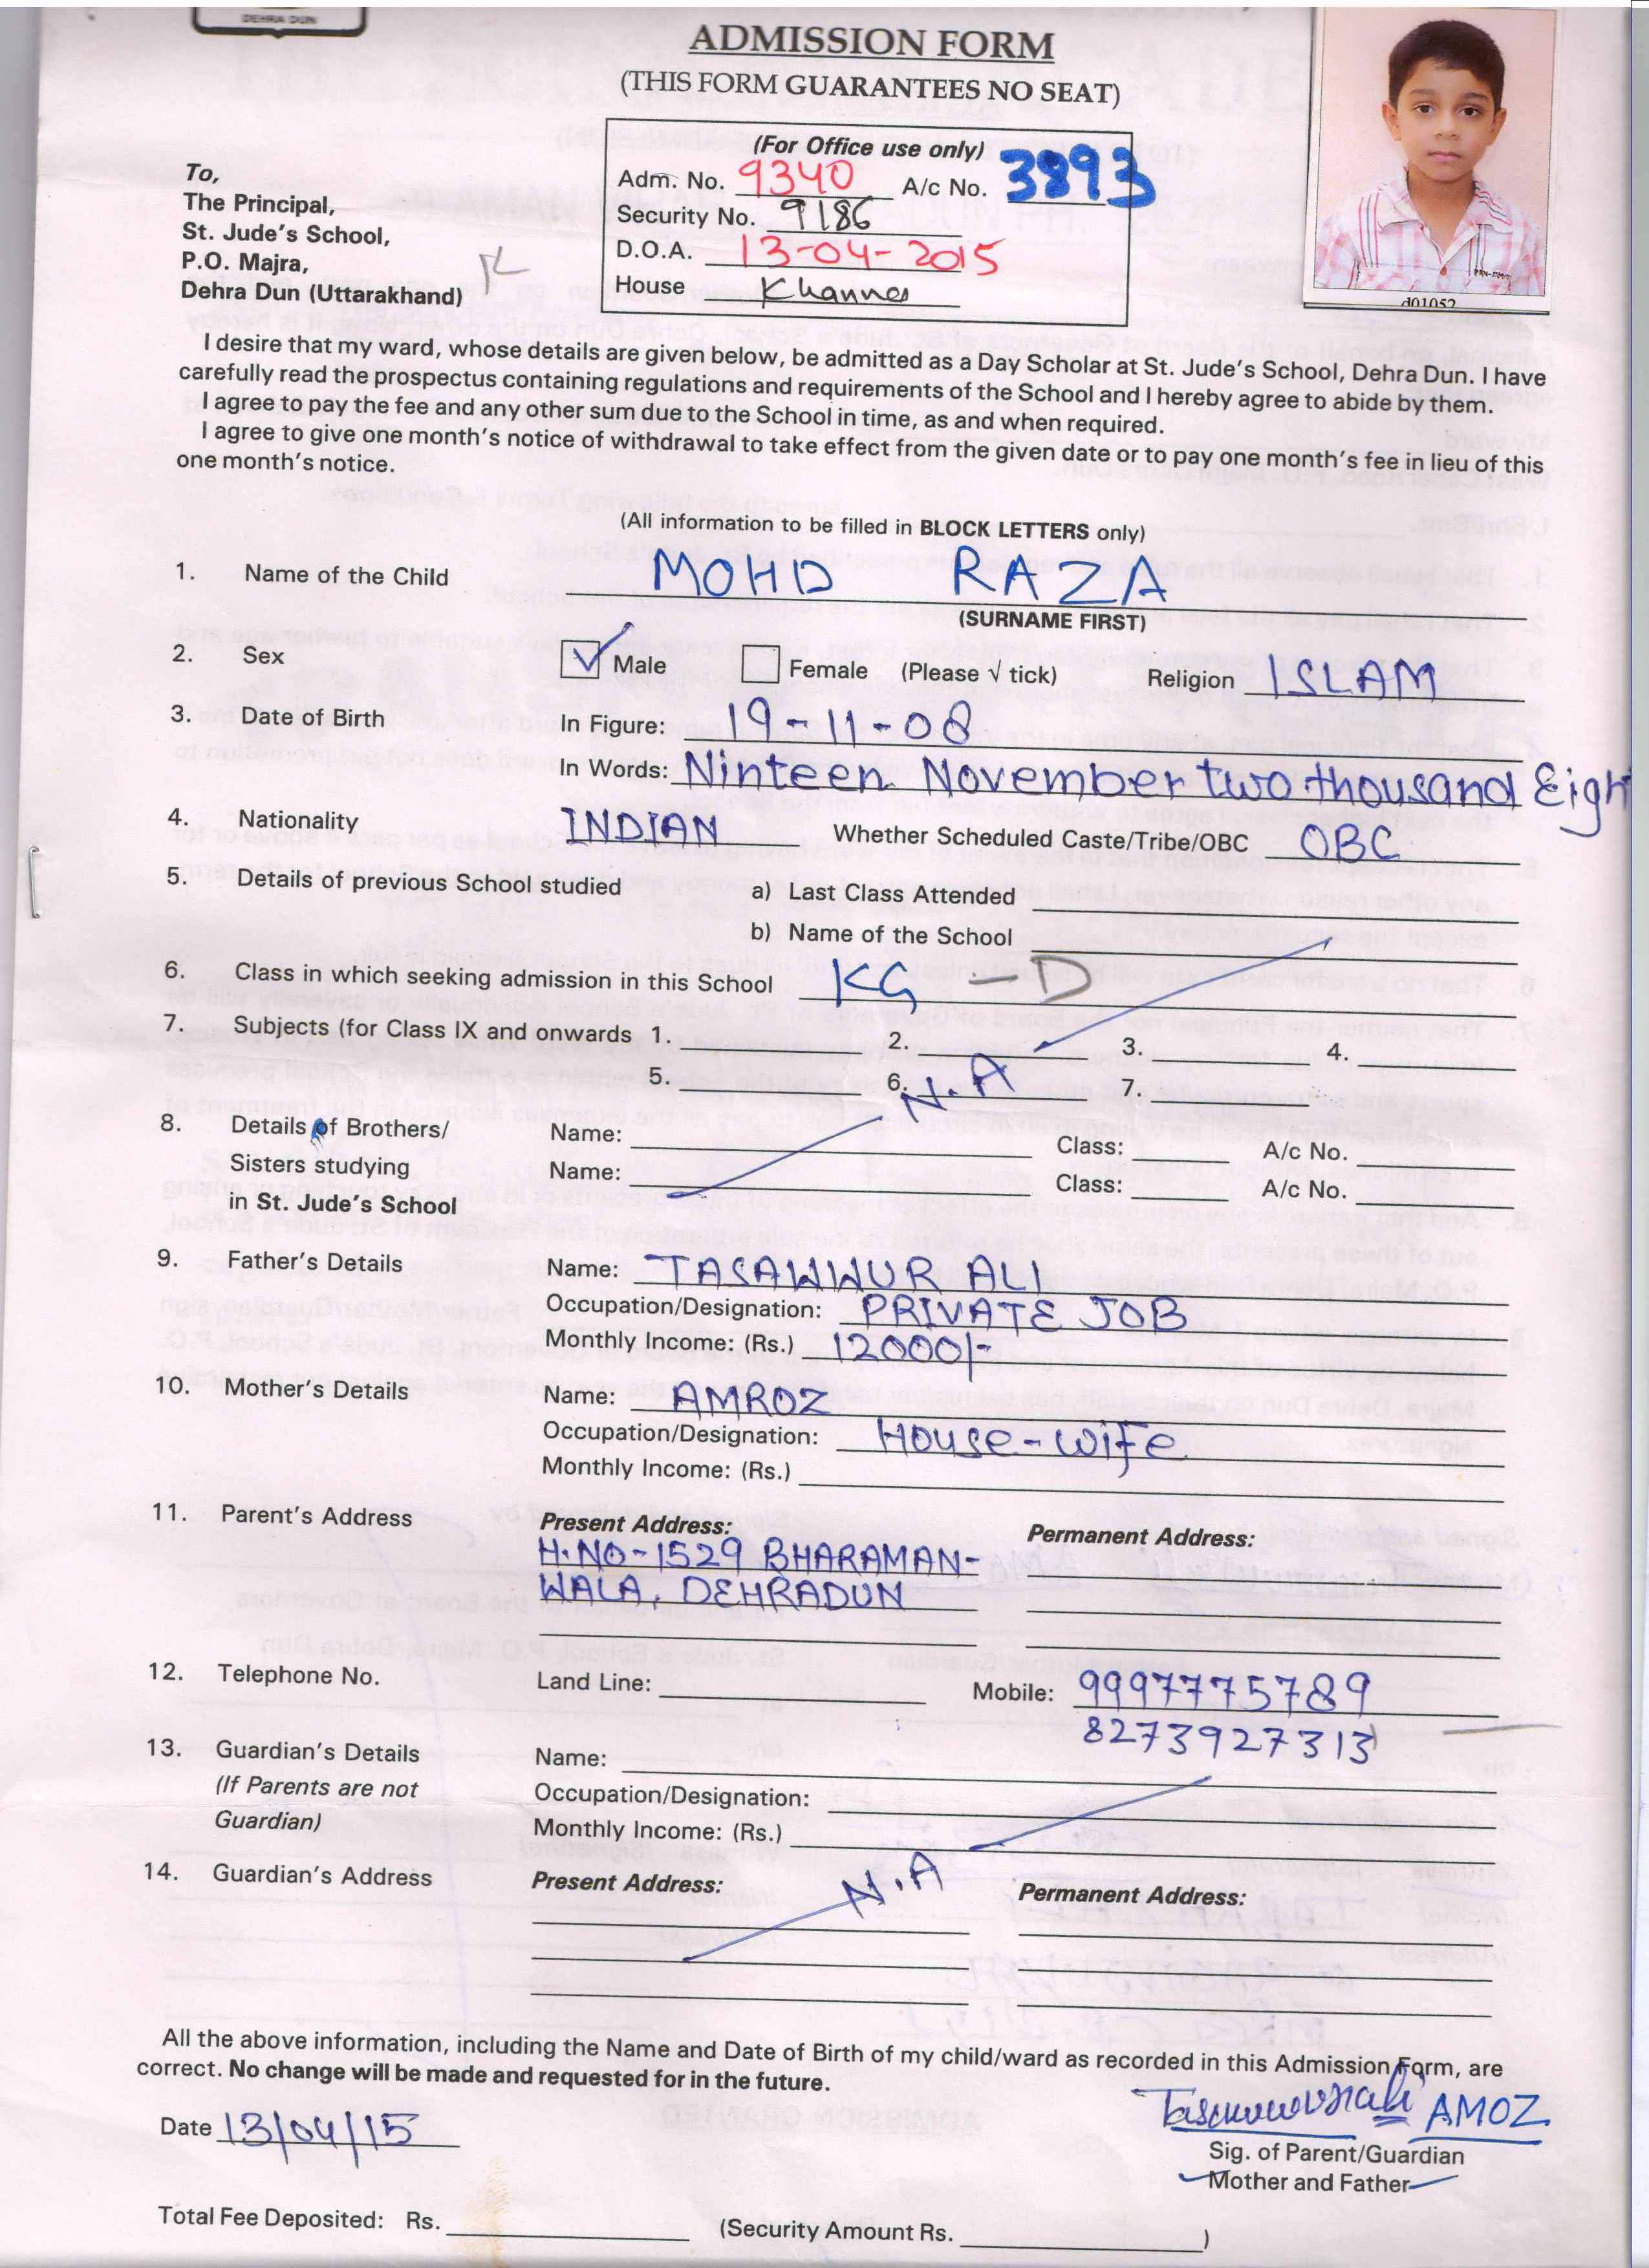 DEHRA DUN
ADMISSION FORM
(THIS FORM GUARANTEES NO SEAT)
(For Office use only)
Adm. No. 9340 A/c No. 3893
Security No. 9186
D.O.A. 13-04-2015
House Khanna
To,
The Principal,
St. Jude's School,
P.O. Majra,
Dehra Dun (Uttarakhand)
d01052
I desire that my ward, whose details are given below, be admitted as a Day Scholar at St. Jude's School, Dehra Dun. I have
carefully read the prospectus containing regulations and requirements of the School and I hereby agree to abide by them.
I agree to pay the fee and any other sum due to the School in time, as and when required.
I agree to give one month's notice of withdrawal to take effect from the given date or to pay one month's fee in lieu of this
one month's notice.
(All information to be filled in BLOCK LETTERS only)
1. Name of the Child MOHD RAZA
(SURNAME FIRST)
2. Sex Male Female (Please √ tick) Religion ISLAM
3. Date of Birth In Figure: 19-11-08
In Words: Ninteen November two thousand Eigh
4. Nationality INDIAN Whether Scheduled Caste/Tribe/OBC OBC
5. Details of previous School studied a) Last Class Attended
b) Name of the School
6. Class in which seeking admission in this School KG - D
7. Subjects (for Class IX and onwards 1. 2. 3. 4.
5. 6. N.A 7.
8. Details of Brothers/ Name: Class: A/c No.
Sisters studying Name: Class: A/c No.
in St. Jude's School
9. Father's Details Name: TASAWWUR ALI
Occupation/Designation: PRIVATE JOB
Monthly Income: (Rs.) 12000/-
10. Mother's Details Name: AMROZ
Occupation/Designation: House-wife
Monthly Income: (Rs.)
11. Parent's Address Present Address: Permanent Address:
H.NO-1529 BHARAMAN-
WALA, DEHRADUN
12. Telephone No. Land Line: Mobile: 9997775789
8273927313
13. Guardian's Details Name:
(If Parents are not Occupation/Designation:
Guardian) Monthly Income: (Rs.)
14. Guardian's Address Present Address: N.A Permanent Address:
All the above information, including the Name and Date of Birth of my child/ward as recorded in this Admission Form, are
correct. No change will be made and requested for in the future.
AMOZ
Date 13/04/15
Sig. of Parent/Guardian
Mother and Father
Total Fee Deposited: Rs. (Security Amount Rs. )